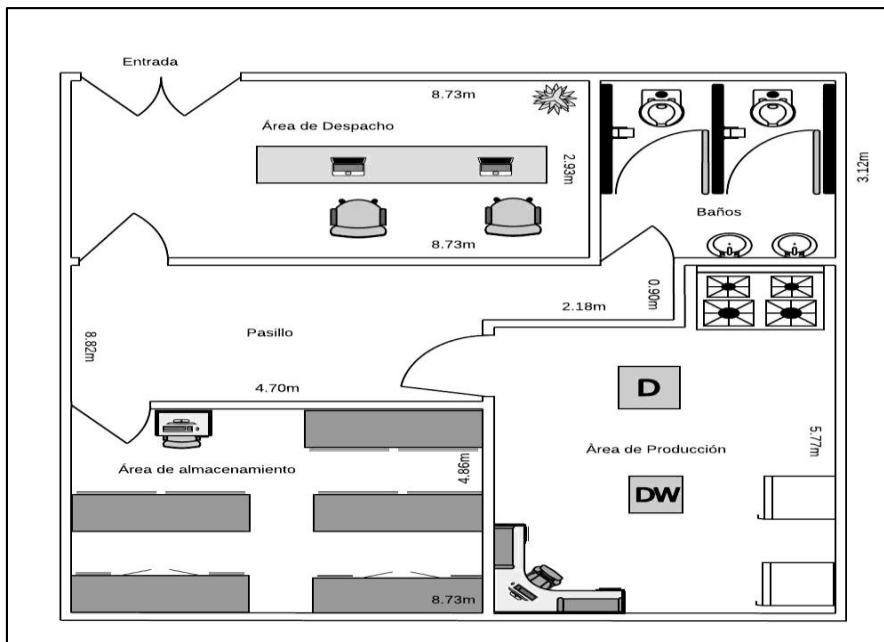 Entrada
8.73m
Área de Despacho
2.93m
3.12m
8.73m
Baños
0.90m
2.18m
Pasillo
8.82m
4.70m
D
Área de almacenamiento
4.86m
Àrea de Producción
5.77m
DW
8.73m